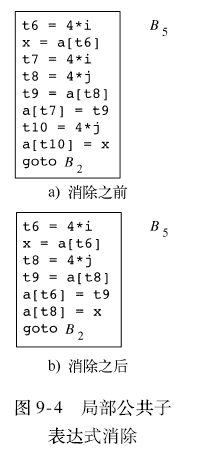 t6 = 4*i
x = a[t6]
t7 = 4*i
t8 = 4*j
t9 = a[t8]
a[t7] = t9
t10 = 4*j
a[t10] = x
goto B2
B5
a) 消除之前
t6 = 4*i
x = a[t6]
t8 = 4*j
t9 = a[t8]
a[t6] = t9
a[t8] = x
goto B2
B5
b) 消除之后
图 9-4 局部公共子
表达式消除